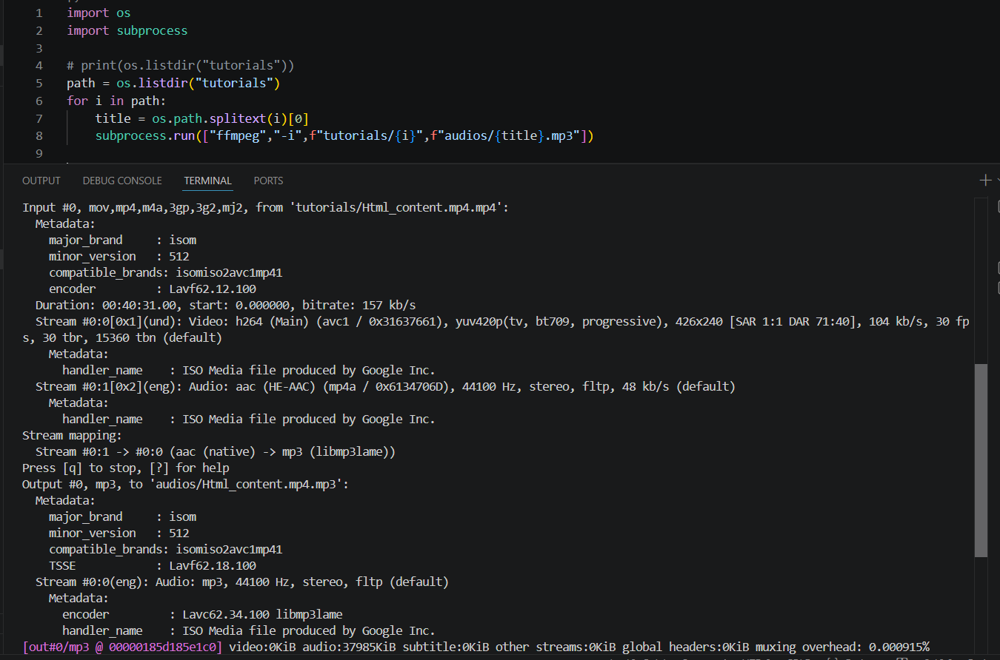 1 import os
2 import subprocess
3
4 # print(os.listdir("tutorials"))
5 path = os.listdir("tutorials")
6 for i in path:
7     title = os.path.splitext(i)[0]
8     subprocess.run(["ffmpeg","-i",f"tutorials/{i}",f"audios/{title}.mp3"])
9
OUTPUT DEBUG CONSOLE TERMINAL PORTS
Input #0, mov,mp4,m4a,3gp,3g2,mj2, from 'tutorials/Html_content.mp4.mp4':
  Metadata:
    major_brand     : isom
    minor_version   : 512
    compatible_brands: isomiso2avc1mp41
    encoder         : Lavf62.12.100
  Duration: 00:40:31.00, start: 0.000000, bitrate: 157 kb/s
  Stream #0:0[0x1](und): Video: h264 (Main) (avc1 / 0x31637661), yuv420p(tv, bt709, progressive), 426x240 [SAR 1:1 DAR 71:40], 104 kb/s, 30 fp
s, 30 tbr, 15360 tbn (default)
    Metadata:
      handler_name    : ISO Media file produced by Google Inc.
  Stream #0:1[0x2](eng): Audio: aac (HE-AAC) (mp4a / 0x6134706D), 44100 Hz, stereo, fltp, 48 kb/s (default)
    Metadata:
      handler_name    : ISO Media file produced by Google Inc.
Stream mapping:
  Stream #0:1 -> #0:0 (aac (native) -> mp3 (libmp3lame))
Press [q] to stop, [?] for help
Output #0, mp3, to 'audios/Html_content.mp4.mp3':
  Metadata:
    major_brand     : isom
    minor_version   : 512
    compatible_brands: isomiso2avc1mp41
    TSSE            : Lavf62.18.100
  Stream #0:0(eng): Audio: mp3, 44100 Hz, stereo, fltp (default)
    Metadata:
      encoder         : Lavc62.34.100 libmp3lame
      handler_name    : ISO Media file produced by Google Inc.
[out#0/mp3 @ 00000185d185e1c0] video:0KiB audio:37985KiB subtitle:0KiB other streams:0KiB global headers:0KiB muxing overhead: 0.000915%